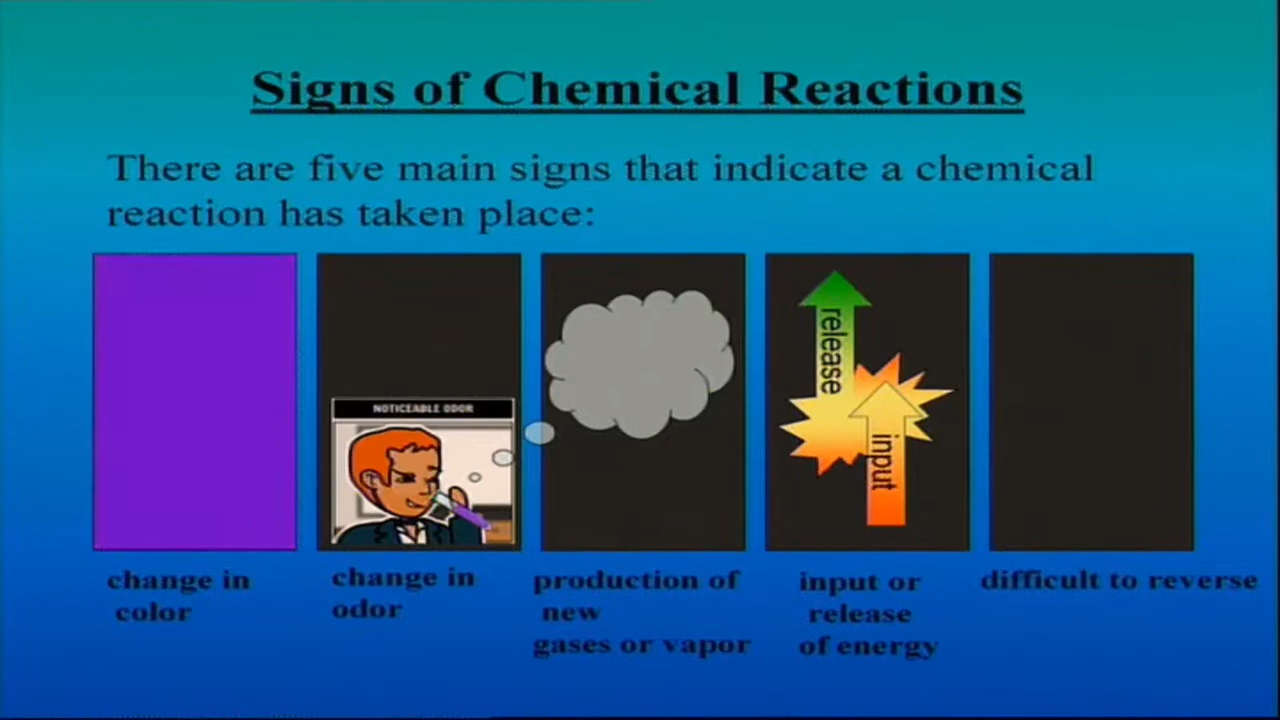 Signs of Chemical Reactions
There are five main signs that indicate a chemical
reaction has taken place:
NOTICEABLE ODOR
release
input
change in
color
change in
odor
production of
new
gases or vapor
input or
release
of energy
difficult to reverse